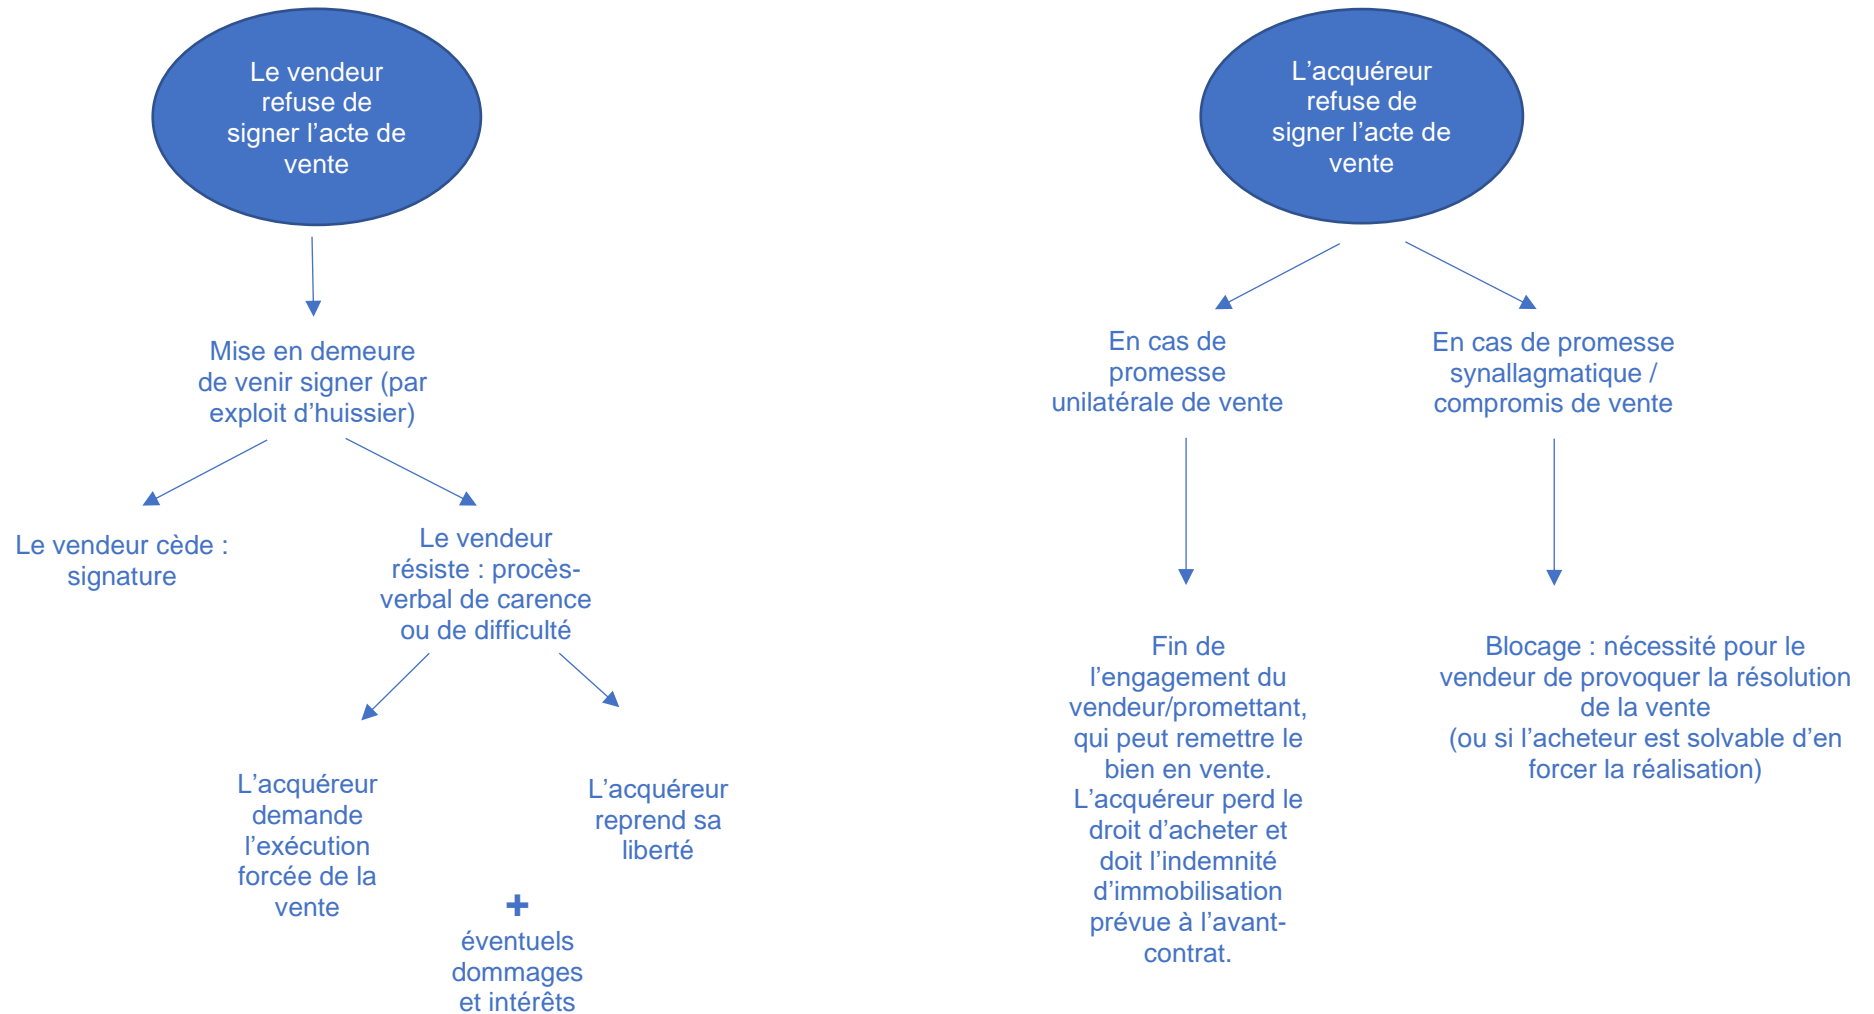 Le vendeur
refuse de
signer l’acte de
vente
Mise en demeure
de venir signer (par
exploit d’huissier)
Le vendeur cède :
signature
Le vendeur
résiste : procès-
verbal de carence
ou de difficulté
L’acquéreur
demande
l’exécution
forcée de la
vente
L’acquéreur
reprend sa
liberté
+
éventuels
dommages
et intérêts
L’acquéreur
refuse de
signer l’acte de
vente
En cas de
promesse
unilatérale de vente
En cas de promesse
synallagmatique /
compromis de vente
Fin de
l’engagement du
vendeur/promettant,
qui peut remettre le
bien en vente.
L’acquéreur perd le
droit d’acheter et
doit l’indemnité
d’immobilisation
prévue à l’avant-
contrat.
Blocage : nécessité pour le
vendeur de provoquer la résolution
de la vente
(ou si l’acheteur est solvable d’en
forcer la réalisation)